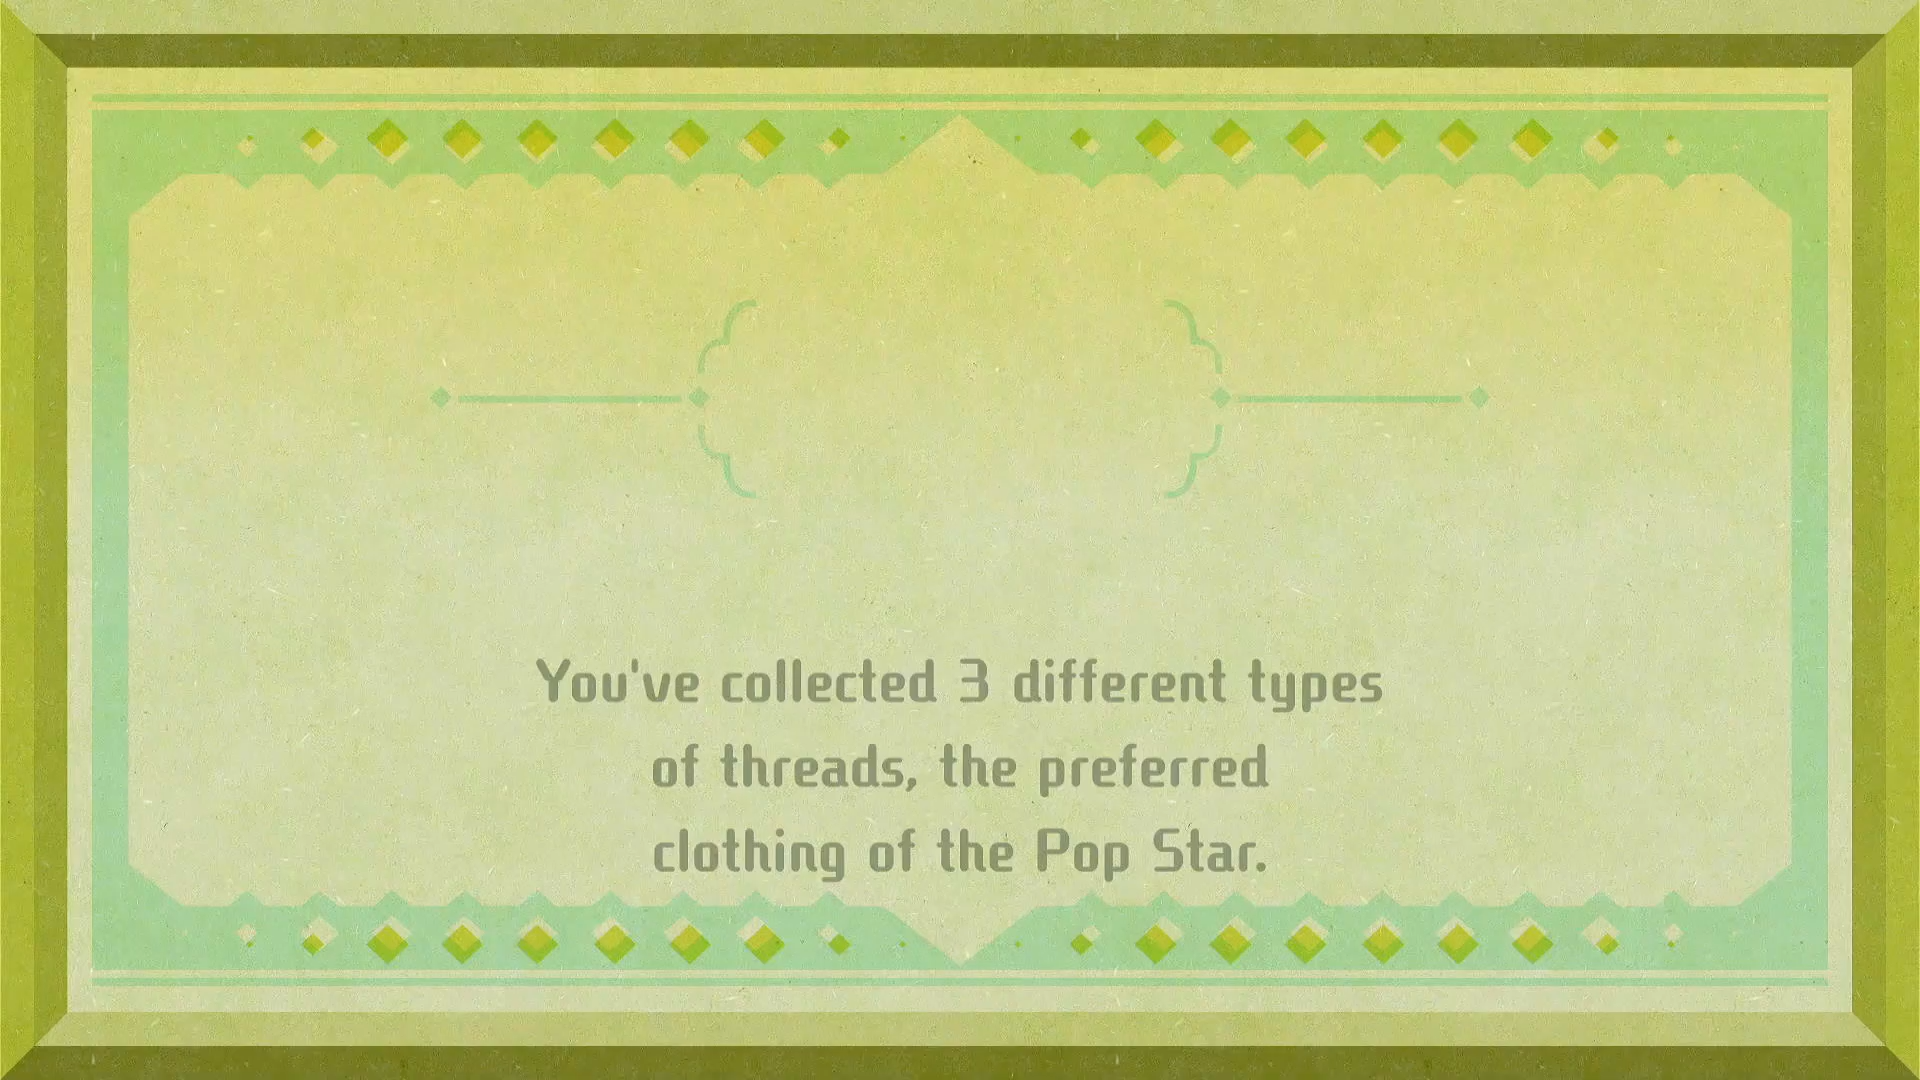 You've collected 3 different types
of threads, the preferred
clothing of the Pop Star.